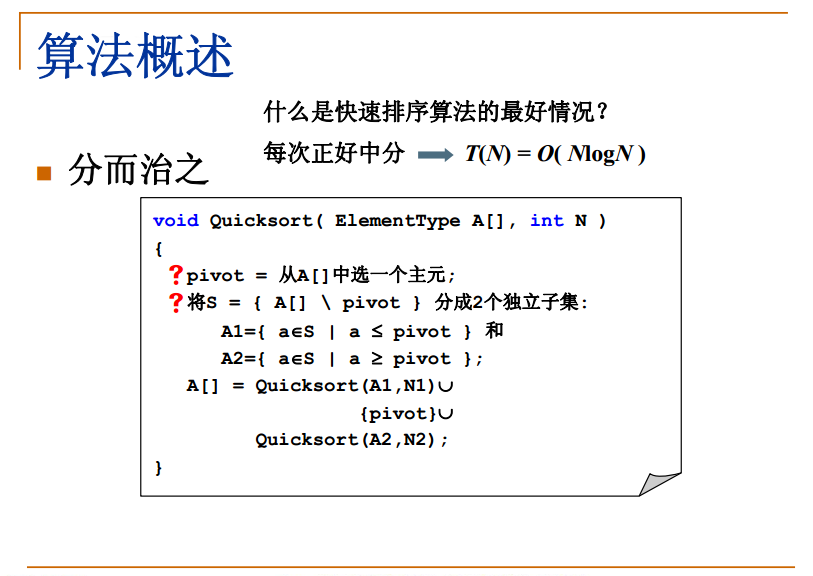 算法概述
什么是快速排序算法的最好情况？
每次正好中分 T(N) = O( NlogN )
分而治之
void Quicksort( ElementType A[], int N )
{
？pivot = 从A[]中选一个主元;
？将S = { A[] \ pivot } 分成2个独立子集:
A1={ a∈S | a ≤ pivot } 和
A2={ a∈S | a ≥ pivot };
A[] = Quicksort(A1,N1)∪
{pivot}∪
Quicksort(A2,N2);
}